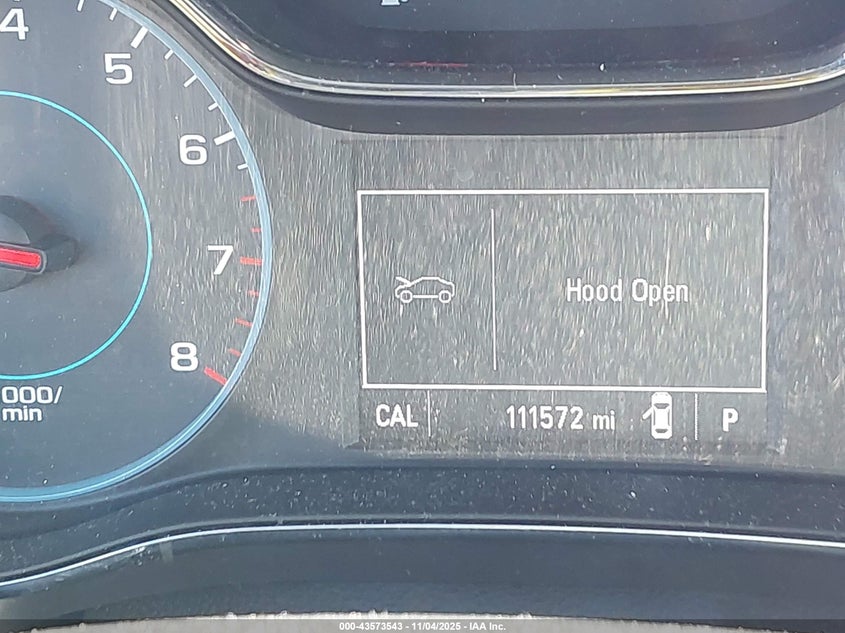 4
5
6
7
8
000/
min
Hood Open
CAL 111572 mi P
000-43573543 - 11/04/2025 - IAA Inc.